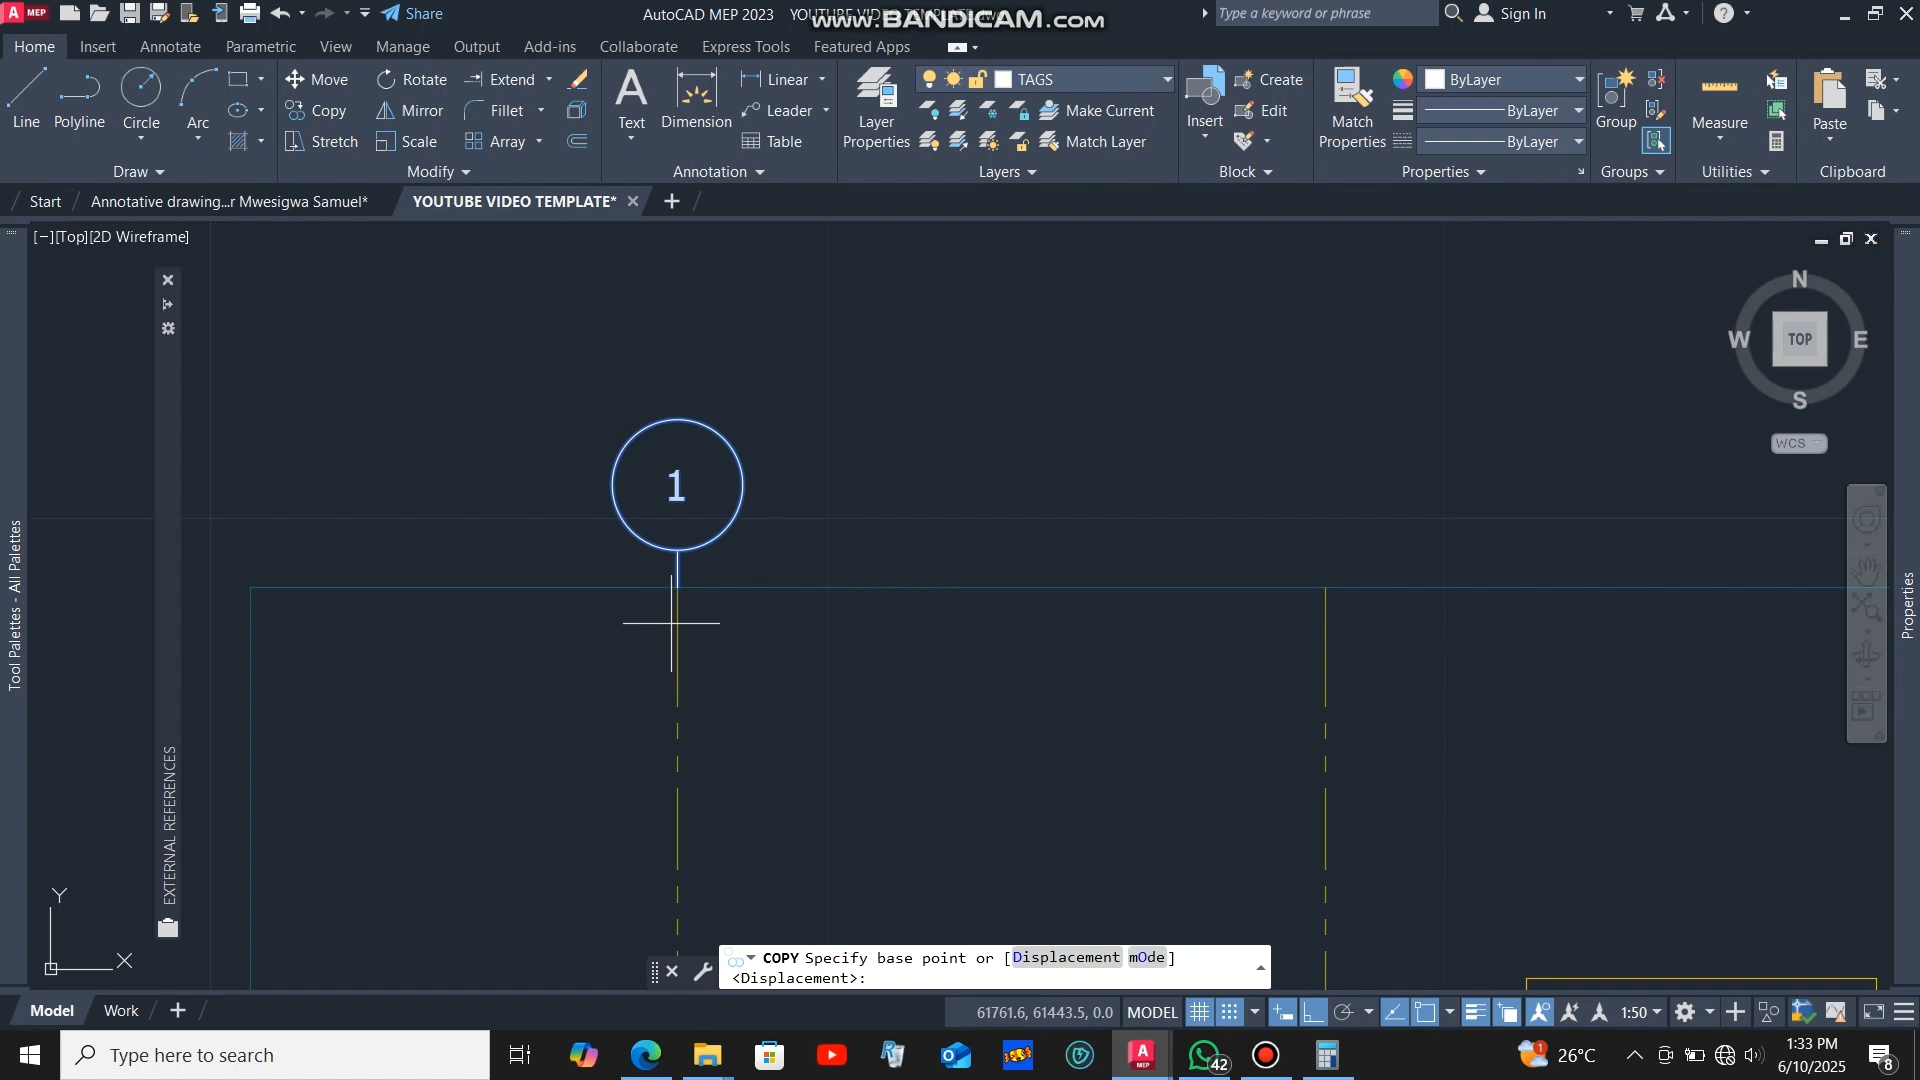 MEP
Share
AutoCAD MEP 2023
www.BANDICAM.com
Type a keyword or phrase
Sign In
Home
Insert
Annotate
Parametric
View
Manage
Output
Add-ins
Collaborate
Express Tools
Featured Apps
Line
Polyline
Circle
Arc
Move
Copy
Stretch
Rotate
Mirror
Scale
Extend
Fillet
Array
Text
Dimension
Linear
Leader
Table
Layer
Properties
TAGS
Make Current
Match Layer
Insert
Create
Edit
Match
Properties
ByLayer
ByLayer
ByLayer
Group
Measure
Paste
Draw
Modify
Annotation
Layers
Block
Properties
Groups
Utilities
Clipboard
Start
Annotative drawing...r Mwesigwa Samuel*
YOUTUBE VIDEO TEMPLATE*
[−][Top][2D Wireframe]
N
W
TOP
E
S
WCS
1
Tool Palettes - All Palettes
EXTERNAL REFERENCES
Properties
Y
X
COPY Specify base point or [Displacement mOde]
<Displacement>:
Model
Work
61761.6, 61443.5, 0.0
MODEL
1:50
Type here to search
MEP
42
26°C
1:33 PM
6/10/2025
8